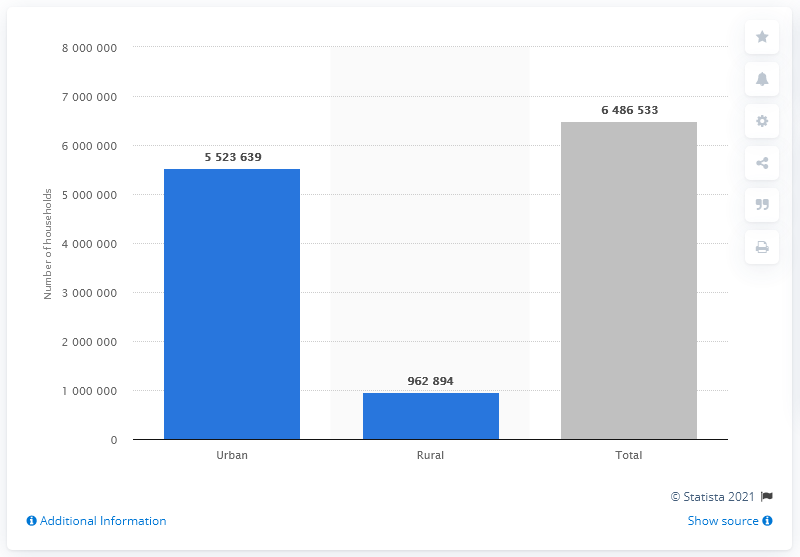 8 000 000
7 000 000
6 000 000
5 000 000
4 000 000
3 000 000
2 000 000
1 000 000
0
Number of households
5 523 639
962 894
6 486 533
Urban
Rural
Total
© Statista 2021
Additional Information
Show source